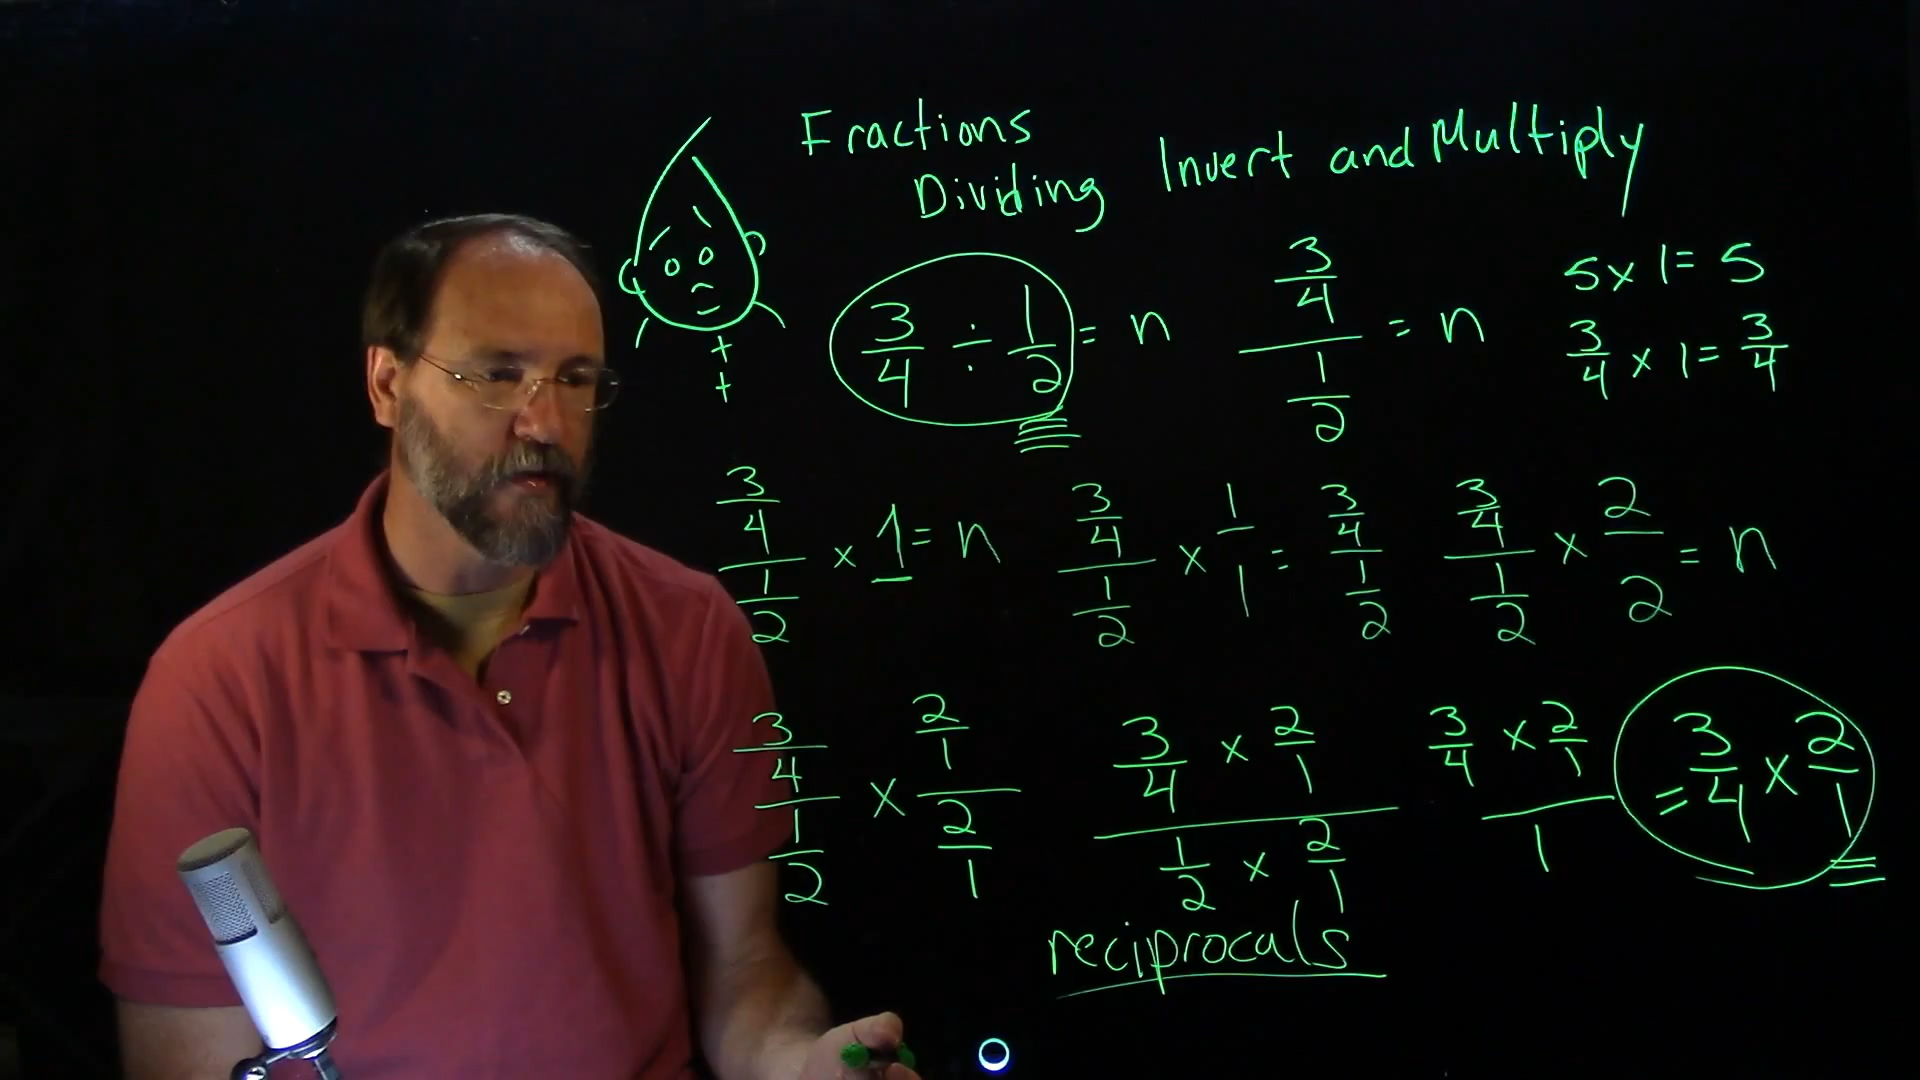 Fractions
Dividing Invert and Multiply
3/4 ÷ 1/2 = n
(3/4)/(1/2) = n
5 x 1 = 5
3/4 x 1 = 3/4
(3/4)/(1/2) x 1 = n
(3/4)/(1/2) x 1/1 = (3/4)/(1/2)
(3/4)/(1/2) x 2/2 = n
(3/4)/(1/2) x (2/1)/(2/1)
(3/4 x 2/1)/(1/2 x 2/1)
(3/4 x 2/1)/1
= 3/4 x 2/1
reciprocals